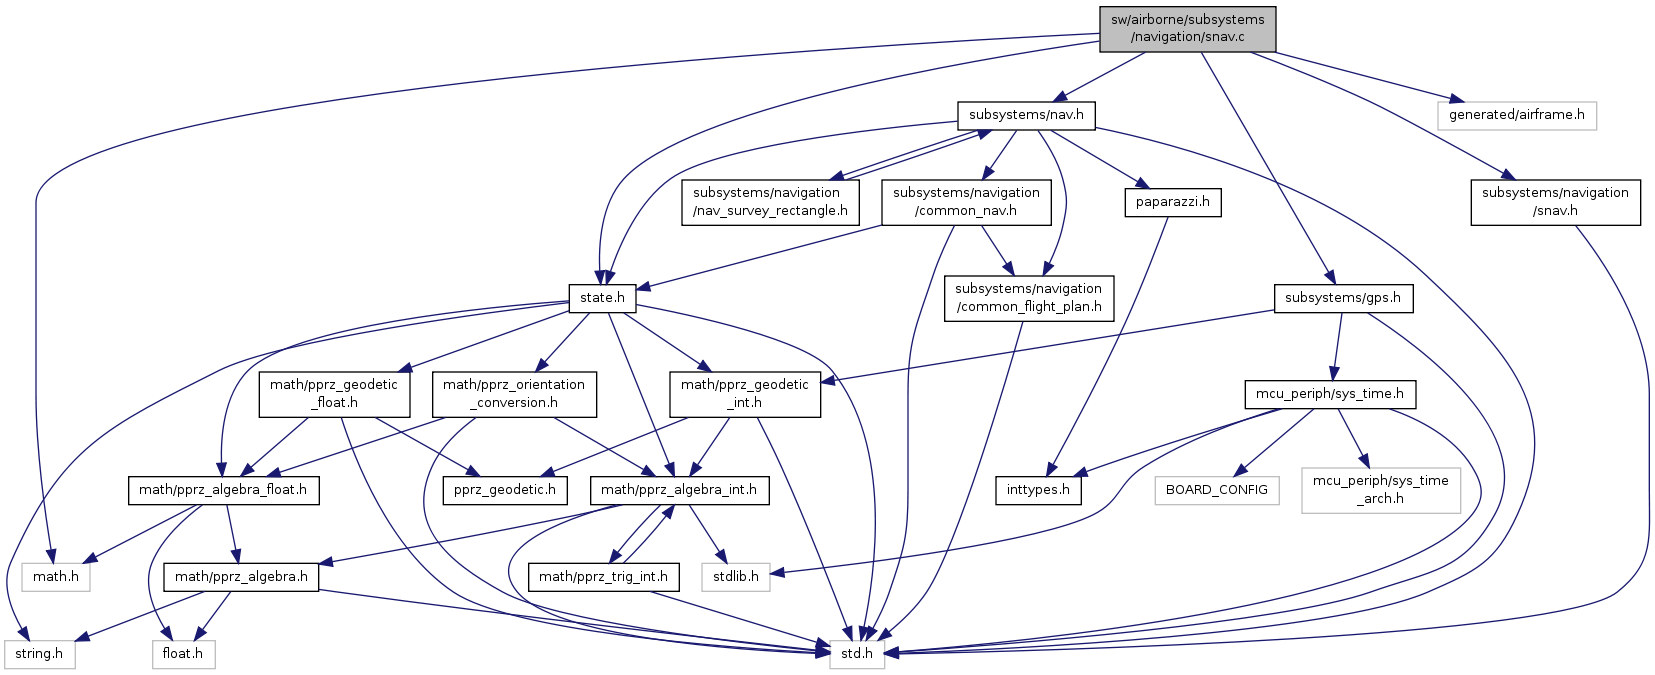 sw/airborne/subsystems
/navigation/snav.c
subsystems/nav.h
generated/airframe.h
subsystems/navigation
/nav_survey_rectangle.h
subsystems/navigation
/common_nav.h
paparazzi.h
subsystems/navigation
/snav.h
state.h
subsystems/navigation
/common_flight_plan.h
subsystems/gps.h
math/pprz_geodetic
_float.h
math/pprz_orientation
_conversion.h
math/pprz_geodetic
_int.h
mcu_periph/sys_time.h
math/pprz_algebra_float.h
pprz_geodetic.h
math/pprz_algebra_int.h
inttypes.h
BOARD_CONFIG
mcu_periph/sys_time
_arch.h
math.h
math/pprz_algebra.h
math/pprz_trig_int.h
stdlib.h
string.h
float.h
std.h